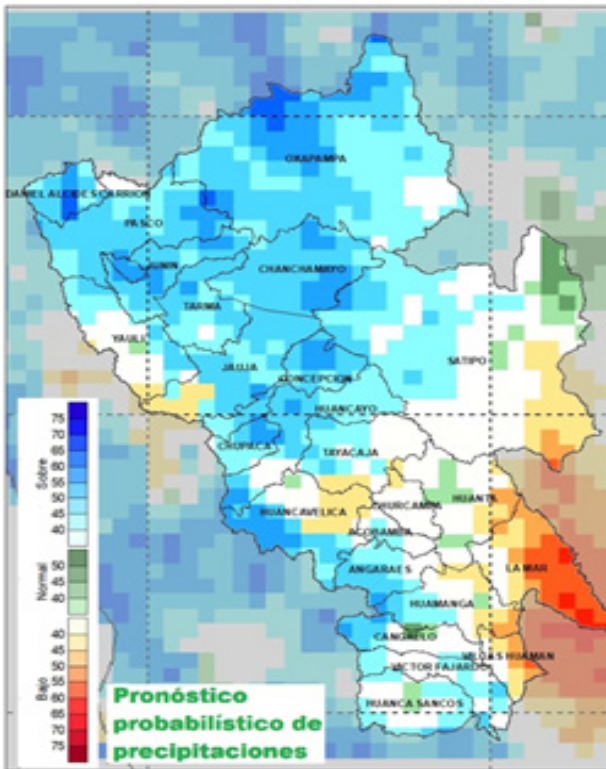 OXAPAMPA
DANIEL ALCIDES CARRION
PASCO
JUNIN
CHANCHAMAYO
TARMA
YAULI
JAUJA
SATIPO
CONCEPCION
HUANCAYO
CHUPACA
TAYACAJA
HUANCAVELICA
CHURCAMPA
HUANTA
ACOBAMBA
ANGARAES
LA MAR
HUAMANGA
CANGALLO
VILCAS HUAMAN
VICTOR FAJARDO
HUANCA SANCOS
Sobre
75
70
65
60
55
50
45
40
Normal
50
45
40
Bajo
40
45
50
55
60
65
70
75
Pronóstico
probabilístico de
precipitaciones